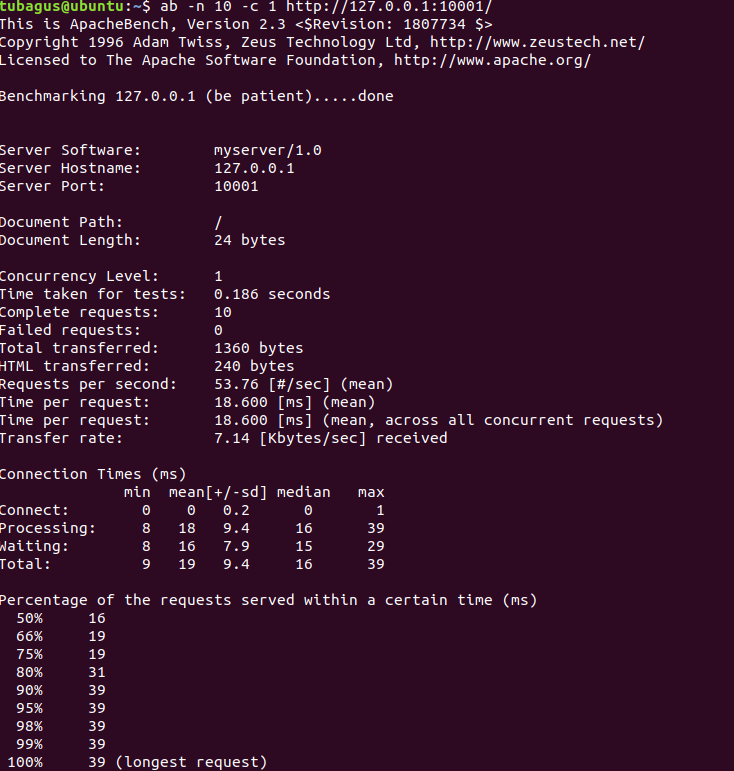 tubagus@ubuntu:~$ ab -n 10 -c 1 http://127.0.0.1:10001/
This is ApacheBench, Version 2.3 <$Revision: 1807734 $>
Copyright 1996 Adam Twiss, Zeus Technology Ltd, http://www.zeustech.net/
Licensed to The Apache Software Foundation, http://www.apache.org/

Benchmarking 127.0.0.1 (be patient).....done


Server Software:        myserver/1.0
Server Hostname:        127.0.0.1
Server Port:            10001

Document Path:          /
Document Length:        24 bytes

Concurrency Level:      1
Time taken for tests:   0.186 seconds
Complete requests:      10
Failed requests:        0
Total transferred:      1360 bytes
HTML transferred:       240 bytes
Requests per second:    53.76 [#/sec] (mean)
Time per request:       18.600 [ms] (mean)
Time per request:       18.600 [ms] (mean, across all concurrent requests)
Transfer rate:          7.14 [Kbytes/sec] received

Connection Times (ms)
              min  mean[+/-sd] median   max
Connect:        0    0   0.2      0       1
Processing:     8   18   9.4     16      39
Waiting:        8   16   7.9     15      29
Total:          9   19   9.4     16      39

Percentage of the requests served within a certain time (ms)
  50%     16
  66%     19
  75%     19
  80%     31
  90%     39
  95%     39
  98%     39
  99%     39
 100%     39 (longest request)